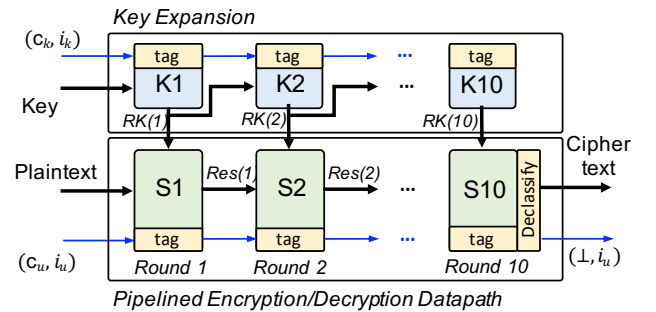 Key Expansion
(c_k, i_k)
tag tag ... tag
K1 K2 ... K10
Key
RK(1) RK(2) RK(10)
Cipher
text
Plaintext
S1 Res(1) S2 Res(2) ... S10 Declassify
tag tag ... tag
(c_u, i_u) (⊥, i_u)
Round 1 Round 2 Round 10
Pipelined Encryption/Decryption Datapath